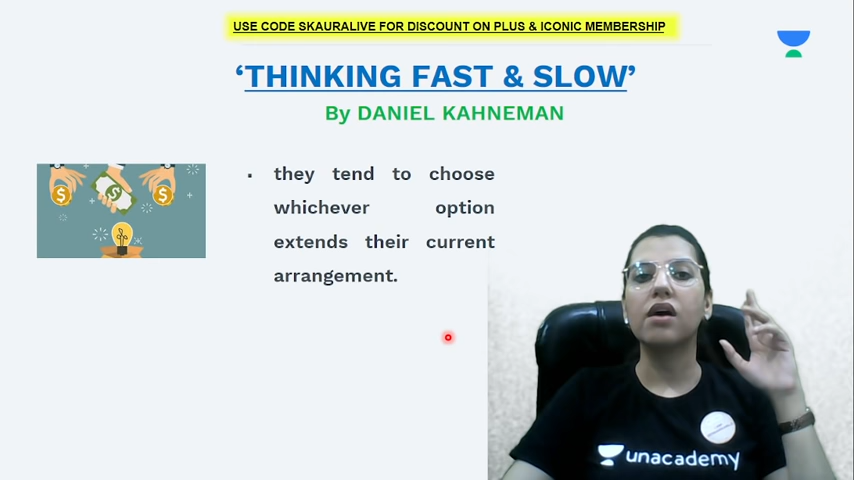 USE CODE SKAURALIVE FOR DISCOUNT ON PLUS & ICONIC MEMBERSHIP
‘THINKING FAST & SLOW’
By DANIEL KAHNEMAN
▪ they tend to choose
whichever option
extends their current
arrangement.
$ $ $
unacademy